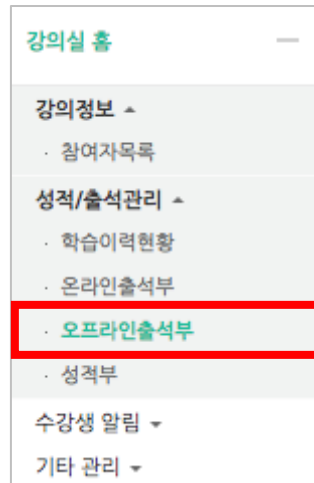 강의실 홈
강의정보
· 참여자목록
성적/출석관리
· 학습이력현황
· 온라인출석부
· 오프라인출석부
· 성적부
수강생 알림
기타 관리